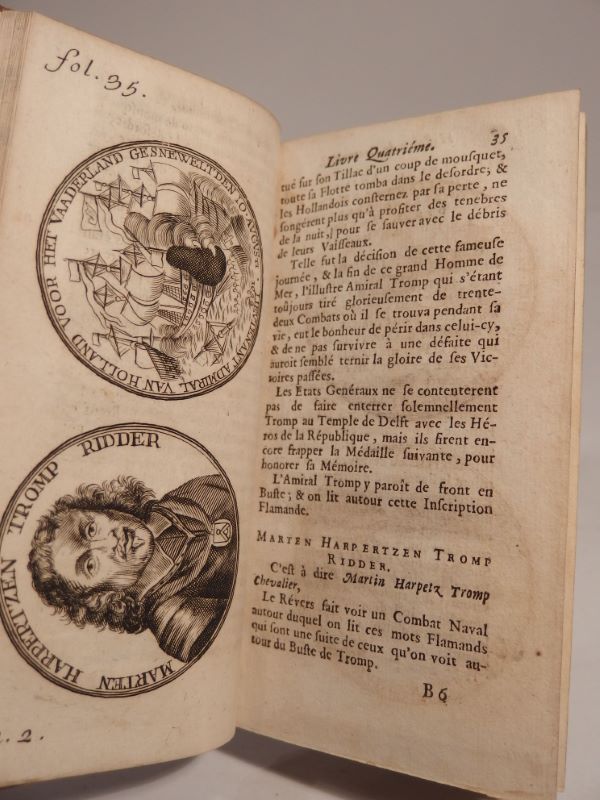 fol. 35.
GESNEWELT DEN 10 AUGUSTI
TENANT ADMIRAL VAN HOLLAND VOOR HET VAADERLAND
MARTEN HARPERTZEN TROMP RIDDER
2.
Livre Quatriéme. 35
tué sur son Tillac d'un coup de mousquet,
toute sa Flotte tomba dans le desordre; &
les Hollandois consternez par sa perte, ne
songérent plus qu'à profiter des tenebres
de la nuit, pour se sauver avec le débris
de leurs Vaisseaux.
Telle fut la décision de cette fameuse
journée, & la fin de ce grand Homme de
Mer, l'illustre Amiral Tromp qui s'étant
toûjours tiré glorieusement de trente-
deux Combats où il se trouva pendant sa
vie, eut le bonheur de périr dans celui-cy,
& de ne pas survivre à une défaite qui
auroit semblé ternir la gloire de ses Vic-
toires passées.
Les Etats Genéraux ne se contenterent
pas de faire enterrer solemnellement
Tromp au Temple de Delft avec les Hé-
ros de la République, mais ils firent en-
core frapper la Médaille suivante, pour
honorer sa Mémoire.
L'Amiral Tromp y paroît de front en
Buste; & on lit autour cette Inscription
Flamande.
MARTEN HARPERTZEN TROMP
RIDDER.
C'est à dire Martin Harpetz Tromp
Chevalier,
Le Révers fait voir un Combat Naval
autour duquel on lit ces mots Flamands
qui sont une suite de ceux qu'on voit au-
tour du Buste de Tromp.
B 6